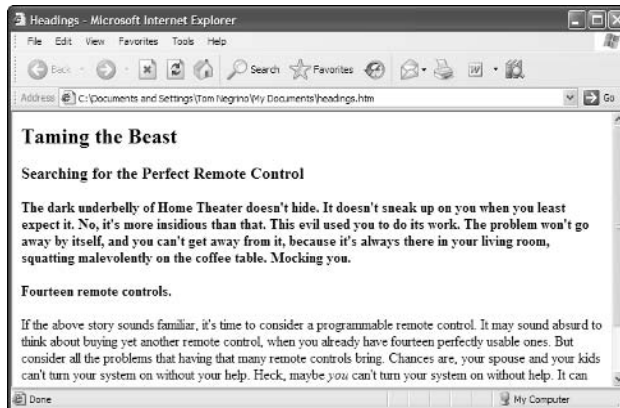 Headings - Microsoft Internet Explorer
File Edit View Favorites Tools Help
Back Search Favorites
Address C:\Documents and Settings\Tom Negrino\My Documents\headings.htm Go
Taming the Beast
Searching for the Perfect Remote Control
The dark underbelly of Home Theater doesn't hide. It doesn't sneak up on you when you least
expect it. No, it's more insidious than that. This evil used you to do its work. The problem won't go
away by itself, and you can't get away from it, because it's always there in your living room,
squatting malevolently on the coffee table. Mocking you.
Fourteen remote controls.
If the above story sounds familiar, it's time to consider a programmable remote control. It may sound absurd to
think about buying yet another remote control, when you already have fourteen perfectly usable ones. But
consider all the problems that having that many remote controls bring. Chances are, your spouse and your kids
can't turn your system on without your help. Heck, maybe you can't turn your system on without your help. It can
Done My Computer